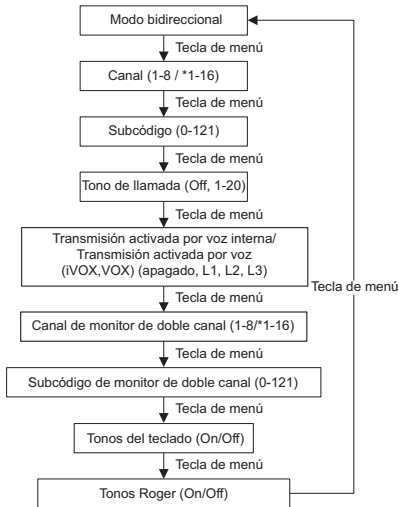 Modo bidireccional
Tecla de menú
Canal (1-8 / *1-16)
Tecla de menú
Subcódigo (0-121)
Tecla de menú
Tono de llamada (Off, 1-20)
Tecla de menú
Transmisión activada por voz interna/
Transmisión activada por voz
(iVOX,VOX) (apagado, L1, L2, L3)
Tecla de menú
Tecla de menú
Canal de monitor de doble canal (1-8/*1-16)
Tecla de menú
Subcódigo de monitor de doble canal (0-121)
Tecla de menú
Tonos del teclado (On/Off)
Tecla de menú
Tonos Roger (On/Off)